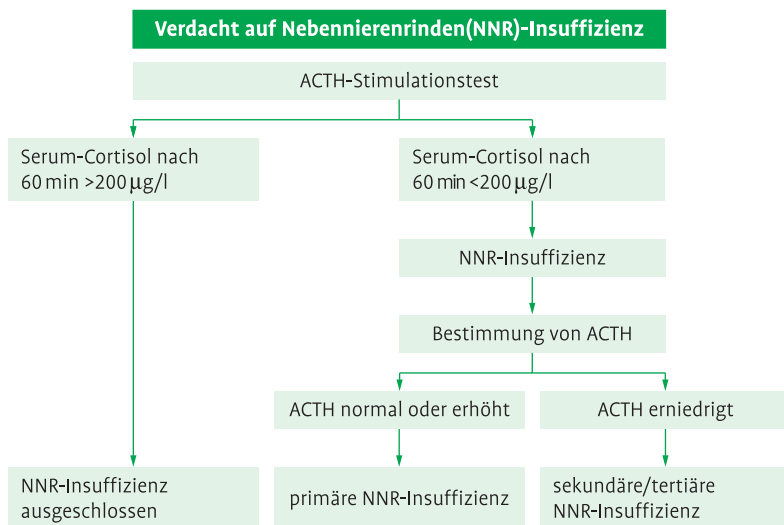 Verdacht auf Nebennierenrinden(NNR)-Insuffizienz
ACTH-Stimulationstest
Serum-Cortisol nach
60 min >200 µg/l
Serum-Cortisol nach
60 min <200 µg/l
NNR-Insuffizienz
Bestimmung von ACTH
ACTH normal oder erhöht
ACTH erniedrigt
NNR-Insuffizienz
ausgeschlossen
primäre NNR-Insuffizienz
sekundäre/tertiäre
NNR-Insuffizienz